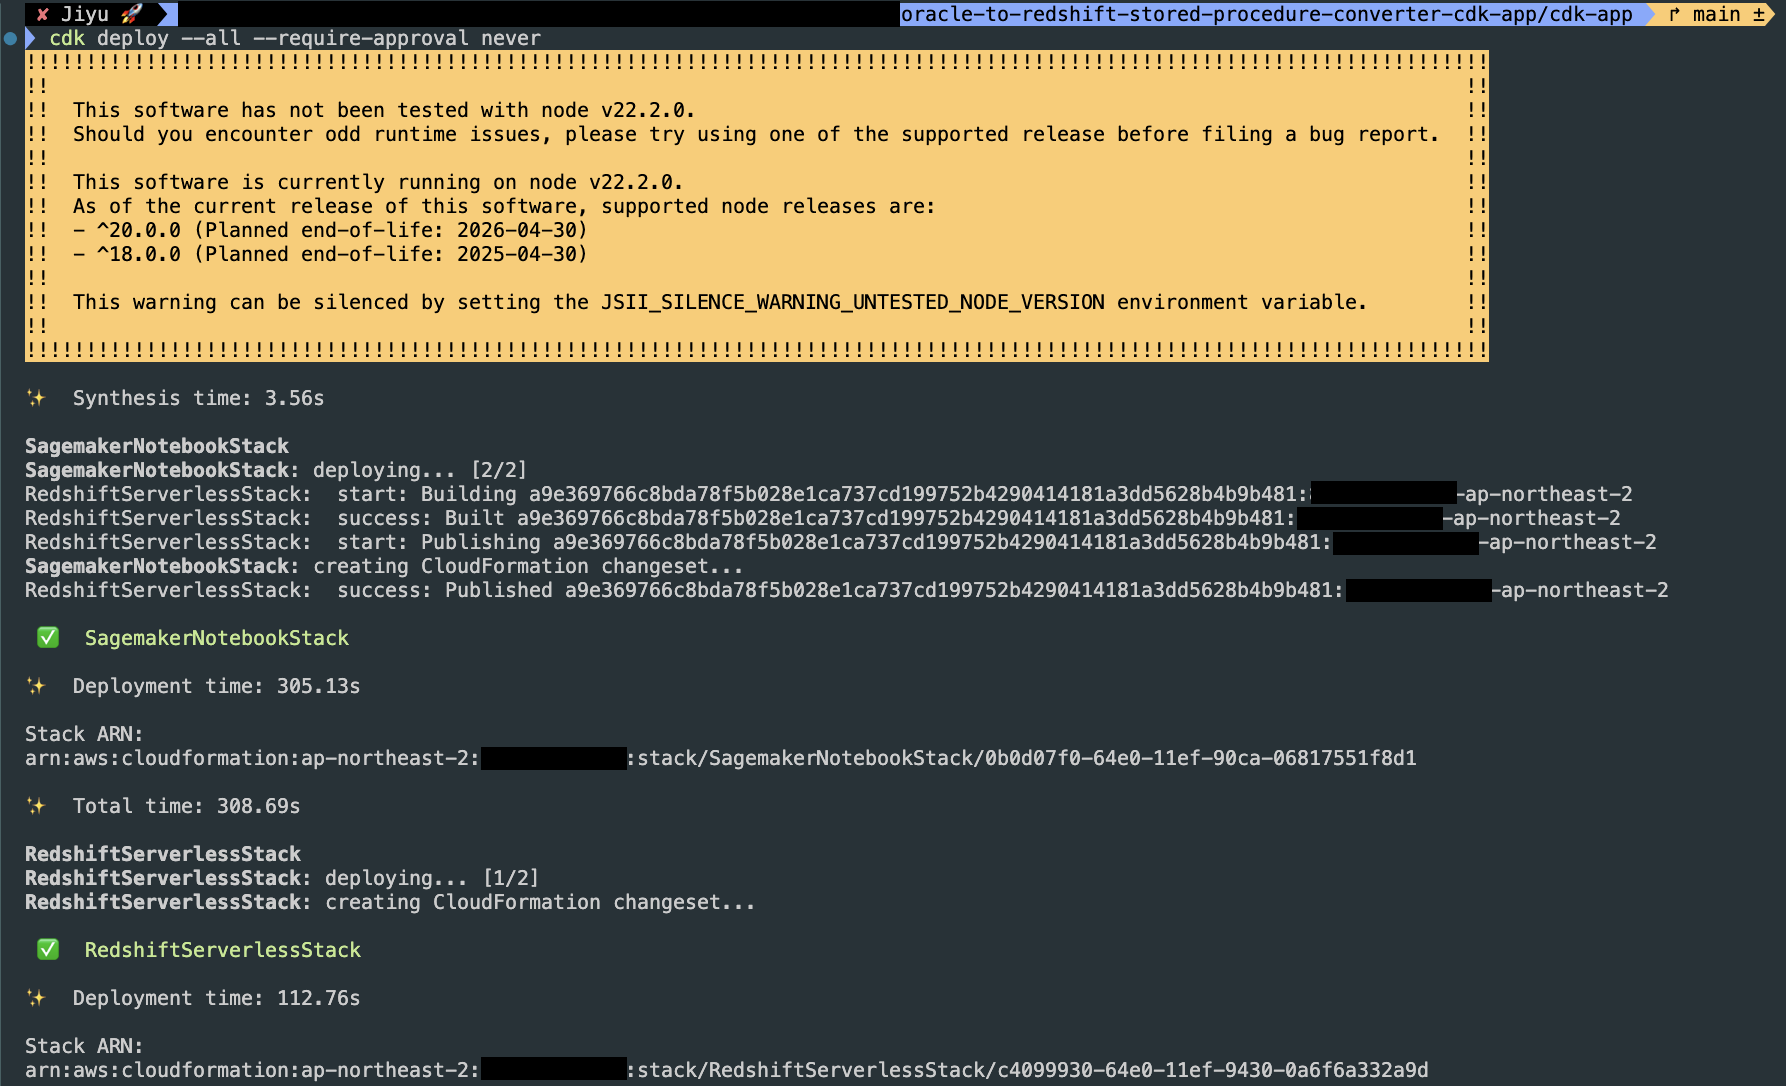 ✘ Jiyu 🚀 oracle-to-redshift-stored-procedure-converter-cdk-app/cdk-app ↱ main ±
cdk deploy --all --require-approval never
!!!!!!!!!!!!!!!!!!!!!!!!!!!!!!!!!!!!!!!!!!!!!!!!!!!!!!!!!!!!!!!!!!!!!!!!!!!!!!!!!!!!!!!!!!!!!!!!!!!!!!!!!!!!!!!!!!!!!!!!!!
!! !!
!! This software has not been tested with node v22.2.0. !!
!! Should you encounter odd runtime issues, please try using one of the supported release before filing a bug report. !!
!! !!
!! This software is currently running on node v22.2.0. !!
!! As of the current release of this software, supported node releases are: !!
!! - ^20.0.0 (Planned end-of-life: 2026-04-30) !!
!! - ^18.0.0 (Planned end-of-life: 2025-04-30) !!
!! !!
!! This warning can be silenced by setting the JSII_SILENCE_WARNING_UNTESTED_NODE_VERSION environment variable. !!
!! !!
!!!!!!!!!!!!!!!!!!!!!!!!!!!!!!!!!!!!!!!!!!!!!!!!!!!!!!!!!!!!!!!!!!!!!!!!!!!!!!!!!!!!!!!!!!!!!!!!!!!!!!!!!!!!!!!!!!!!!!!!!!
✨ Synthesis time: 3.56s
SagemakerNotebookStack
SagemakerNotebookStack: deploying... [2/2]
RedshiftServerlessStack: start: Building a9e369766c8bda78f5b028e1ca737cd199752b4290414181a3dd5628b4b9b481: -ap-northeast-2
RedshiftServerlessStack: success: Built a9e369766c8bda78f5b028e1ca737cd199752b4290414181a3dd5628b4b9b481: -ap-northeast-2
RedshiftServerlessStack: start: Publishing a9e369766c8bda78f5b028e1ca737cd199752b4290414181a3dd5628b4b9b481: -ap-northeast-2
SagemakerNotebookStack: creating CloudFormation changeset...
RedshiftServerlessStack: success: Published a9e369766c8bda78f5b028e1ca737cd199752b4290414181a3dd5628b4b9b481: -ap-northeast-2
✅ SagemakerNotebookStack
✨ Deployment time: 305.13s
Stack ARN:
arn:aws:cloudformation:ap-northeast-2: :stack/SagemakerNotebookStack/0b0d07f0-64e0-11ef-90ca-06817551f8d1
✨ Total time: 308.69s
RedshiftServerlessStack
RedshiftServerlessStack: deploying... [1/2]
RedshiftServerlessStack: creating CloudFormation changeset...
✅ RedshiftServerlessStack
✨ Deployment time: 112.76s
Stack ARN:
arn:aws:cloudformation:ap-northeast-2: :stack/RedshiftServerlessStack/c4099930-64e0-11ef-9430-0a6f6a332a9d